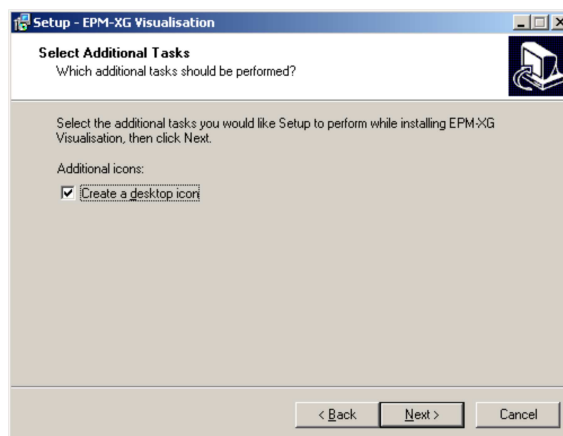 Setup - EPM-XG Visualisation
Select Additional Tasks
Which additional tasks should be performed?
Select the additional tasks you would like Setup to perform while installing EPM-XG
Visualisation, then click Next.
Additional icons:
Create a desktop icon
< Back Next > Cancel